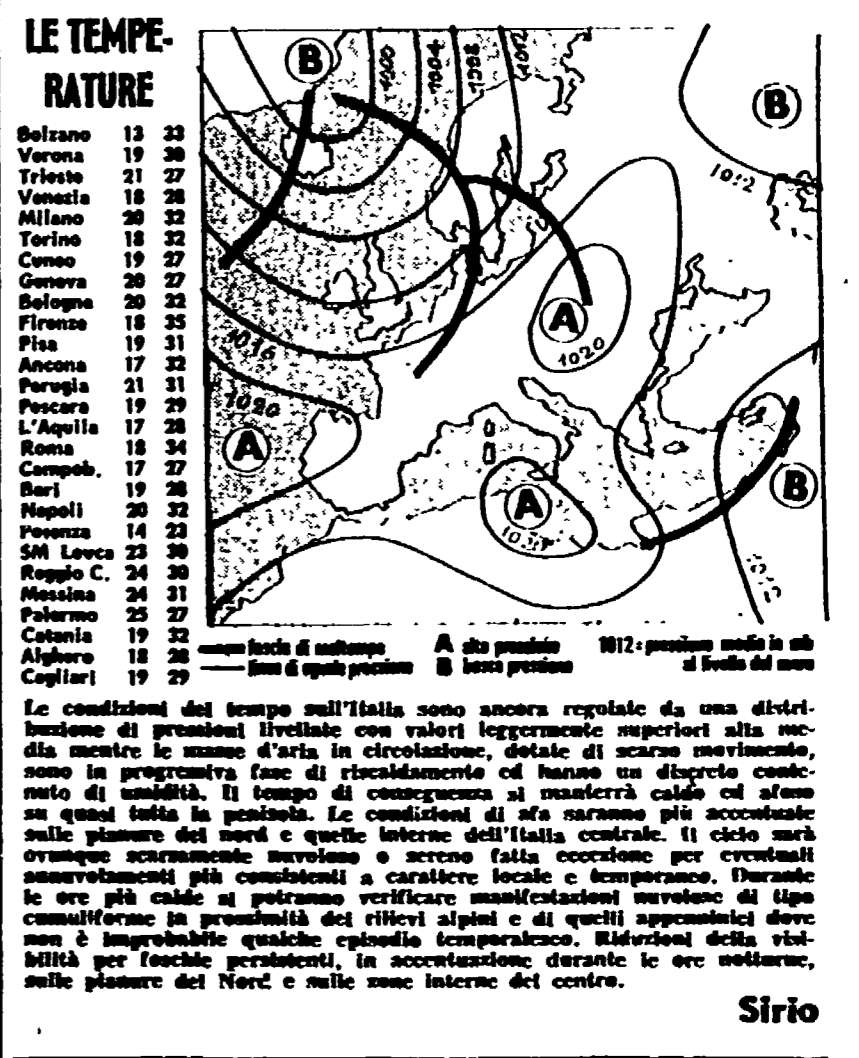 LE TEMPE-
RATURE
Bolzano 13 33
Verona 19 30
Trieste 21 27
Venezia 18 28
Milano 20 32
Torino 18 32
Cuneo 19 27
Genova 20 27
Bologna 20 32
Firenze 18 35
Pisa 19 31
Ancona 17 32
Perugia 21 31
Pescara 19 29
L'Aquila 17 28
Roma 18 34
Campob. 17 27
Bari 19 28
Napoli 20 32
Potenza 14 23
SM Leuca 23 30
Reggio C. 24 30
Messina 24 31
Palermo 25 27
Catania 19 32
Alghero 18 28
Cagliari 19 29
B
1000
1004
1008
1012
B
1012
A
1020
1016
1020
A
A
B
fascia di maltempo
linea di eguale pressione
A alta pressione
B bassa pressione
1012 = pressione media in mb
al livello del mare
Le condizioni del tempo sull'Italia sono ancora regolate da una distri-
buzione di pressioni livellate con valori leggermente superiori alla me-
dia mentre le masse d'aria in circolazione, dotate di scarso movimento,
sono in progressiva fase di riscaldamento ed hanno un discreto conte-
nuto di umidità. Il tempo di conseguenza si manterrà caldo ed afoso
su quasi tutta la penisola. Le condizioni di afa saranno più accentuate
sulle pianure del nord e quelle interne dell'Italia centrale. Il cielo sarà
ovunque scarsamente nuvoloso o sereno fatta eccezione per eventuali
annuvolamenti più consistenti a carattere locale e temporaneo. Durante
le ore più calde si potranno verificare manifestazioni nuvolose di tipo
cumuliforme in prossimità dei rilievi alpini e di quelli appenninici dove
non è improbabile qualche episodio temporalesco. Riduzioni della visi-
bilità per foschie persistenti, in accentuazione durante le ore notturne,
sulle pianure del Nord e sulle zone interne del centro.
Sirio